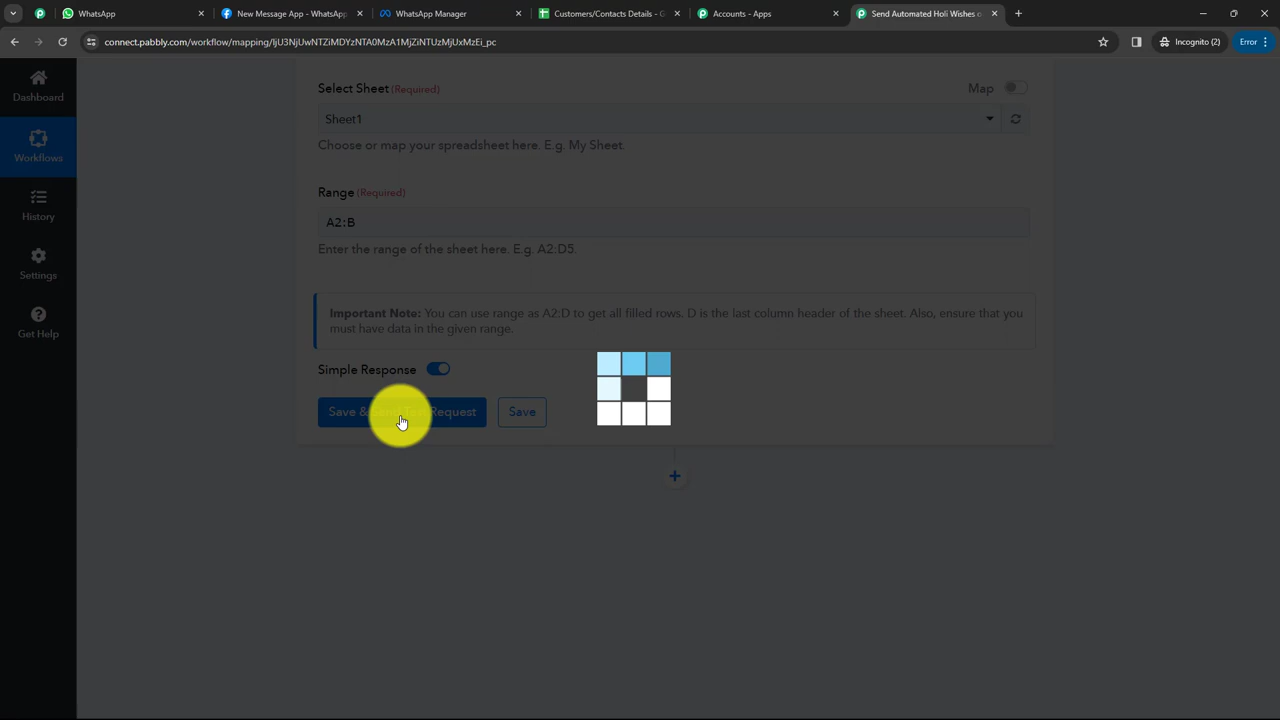 WhatsApp
New Message App - WhatsApp
WhatsApp Manager
Customers/Contacts Details - G
Accounts - Apps
Send Automated Holi Wishes o
connect.pabbly.com/workflow/mapping/
Incognito (2)
Error
Dashboard
Workflows
History
Settings
Get Help
Select Sheet (Required)
Map
Sheet1
Choose or map your spreadsheet here. E.g. My Sheet.
Range (Required)
A2:B
Enter the range of the sheet here. E.g. A2:D5.
Important Note: You can use range as A2:D to get all filled rows. D is the last column header of the sheet. Also, ensure that you
must have data in the given range.
Simple Response
Save & Send Test Request
Save